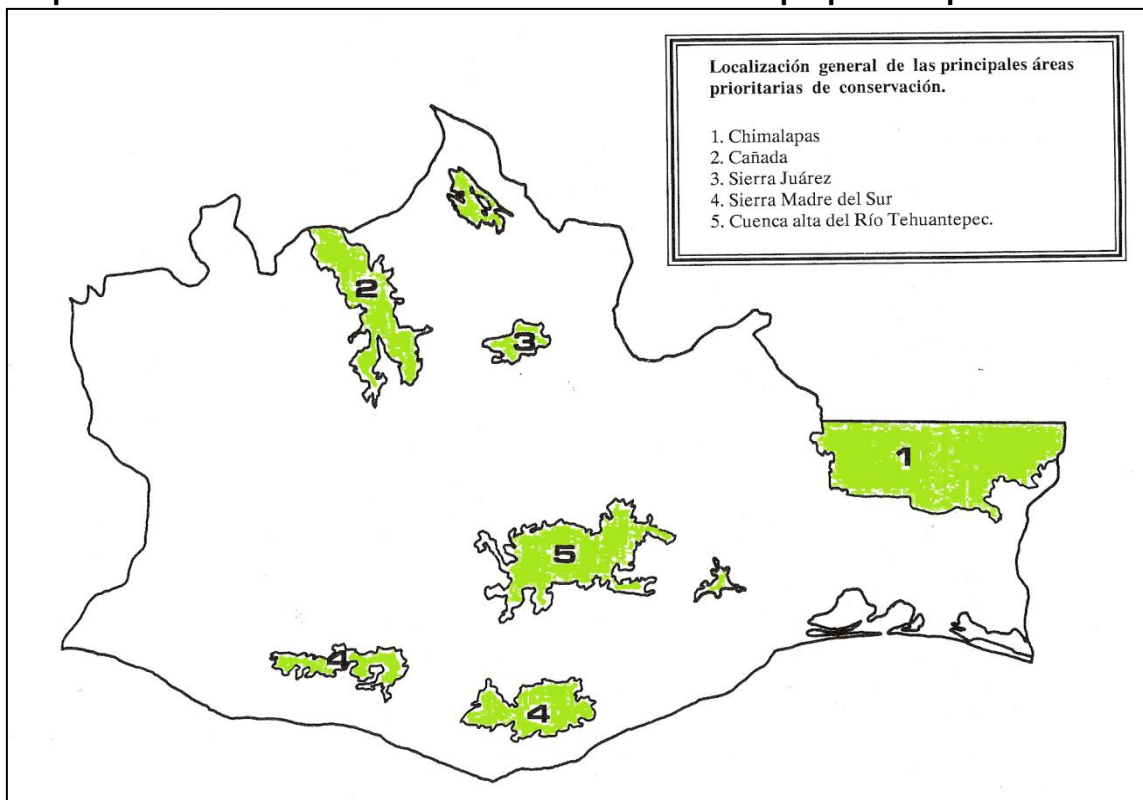 Localización general de las principales áreas
prioritarias de conservación.
1. Chimalapas
2. Cañada
3. Sierra Juárez
4. Sierra Madre del Sur
5. Cuenca alta del Río Tehuantepec.
2
3
1
5
4
4